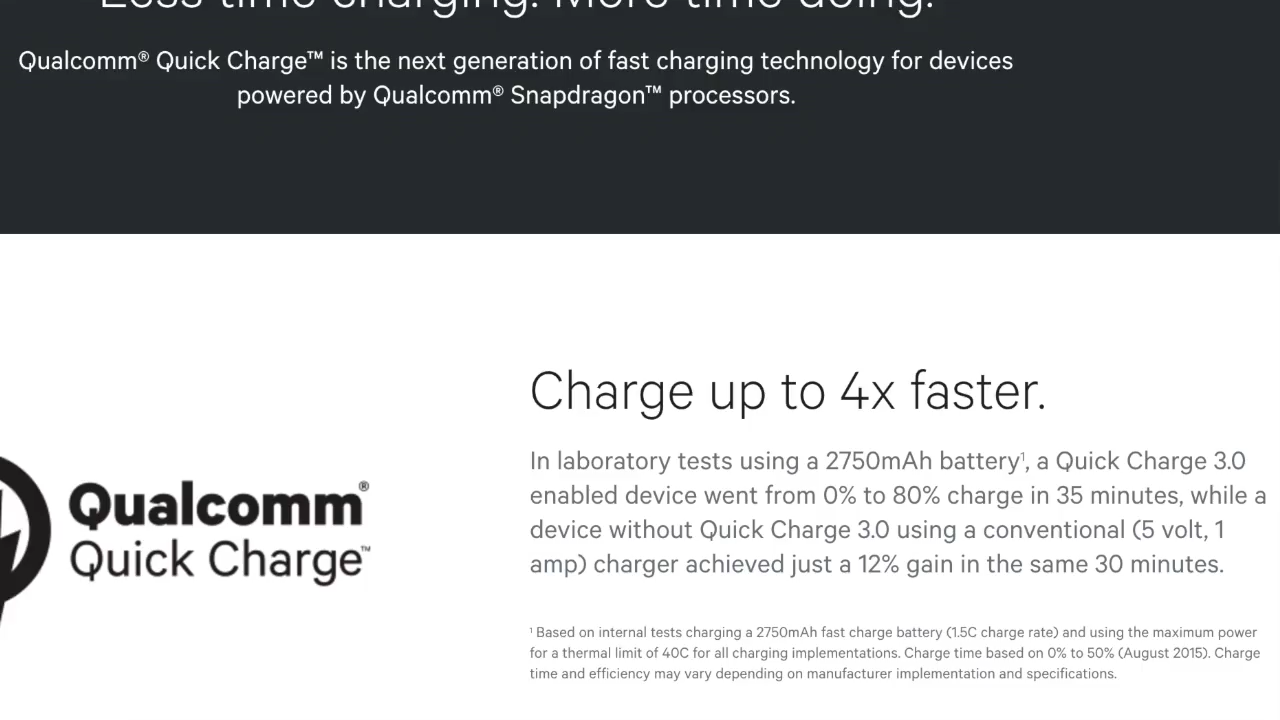 Less time charging. More time doing.
Qualcomm® Quick Charge™ is the next generation of fast charging technology for devices
powered by Qualcomm® Snapdragon™ processors.
Charge up to 4x faster.
In laboratory tests using a 2750mAh battery¹, a Quick Charge 3.0
enabled device went from 0% to 80% charge in 35 minutes, while a
device without Quick Charge 3.0 using a conventional (5 volt, 1
amp) charger achieved just a 12% gain in the same 30 minutes.
Qualcomm®
Quick Charge™
¹ Based on internal tests charging a 2750mAh fast charge battery (1.5C charge rate) and using the maximum power
for a thermal limit of 40C for all charging implementations. Charge time based on 0% to 50% (August 2015). Charge
time and efficiency may vary depending on manufacturer implementation and specifications.